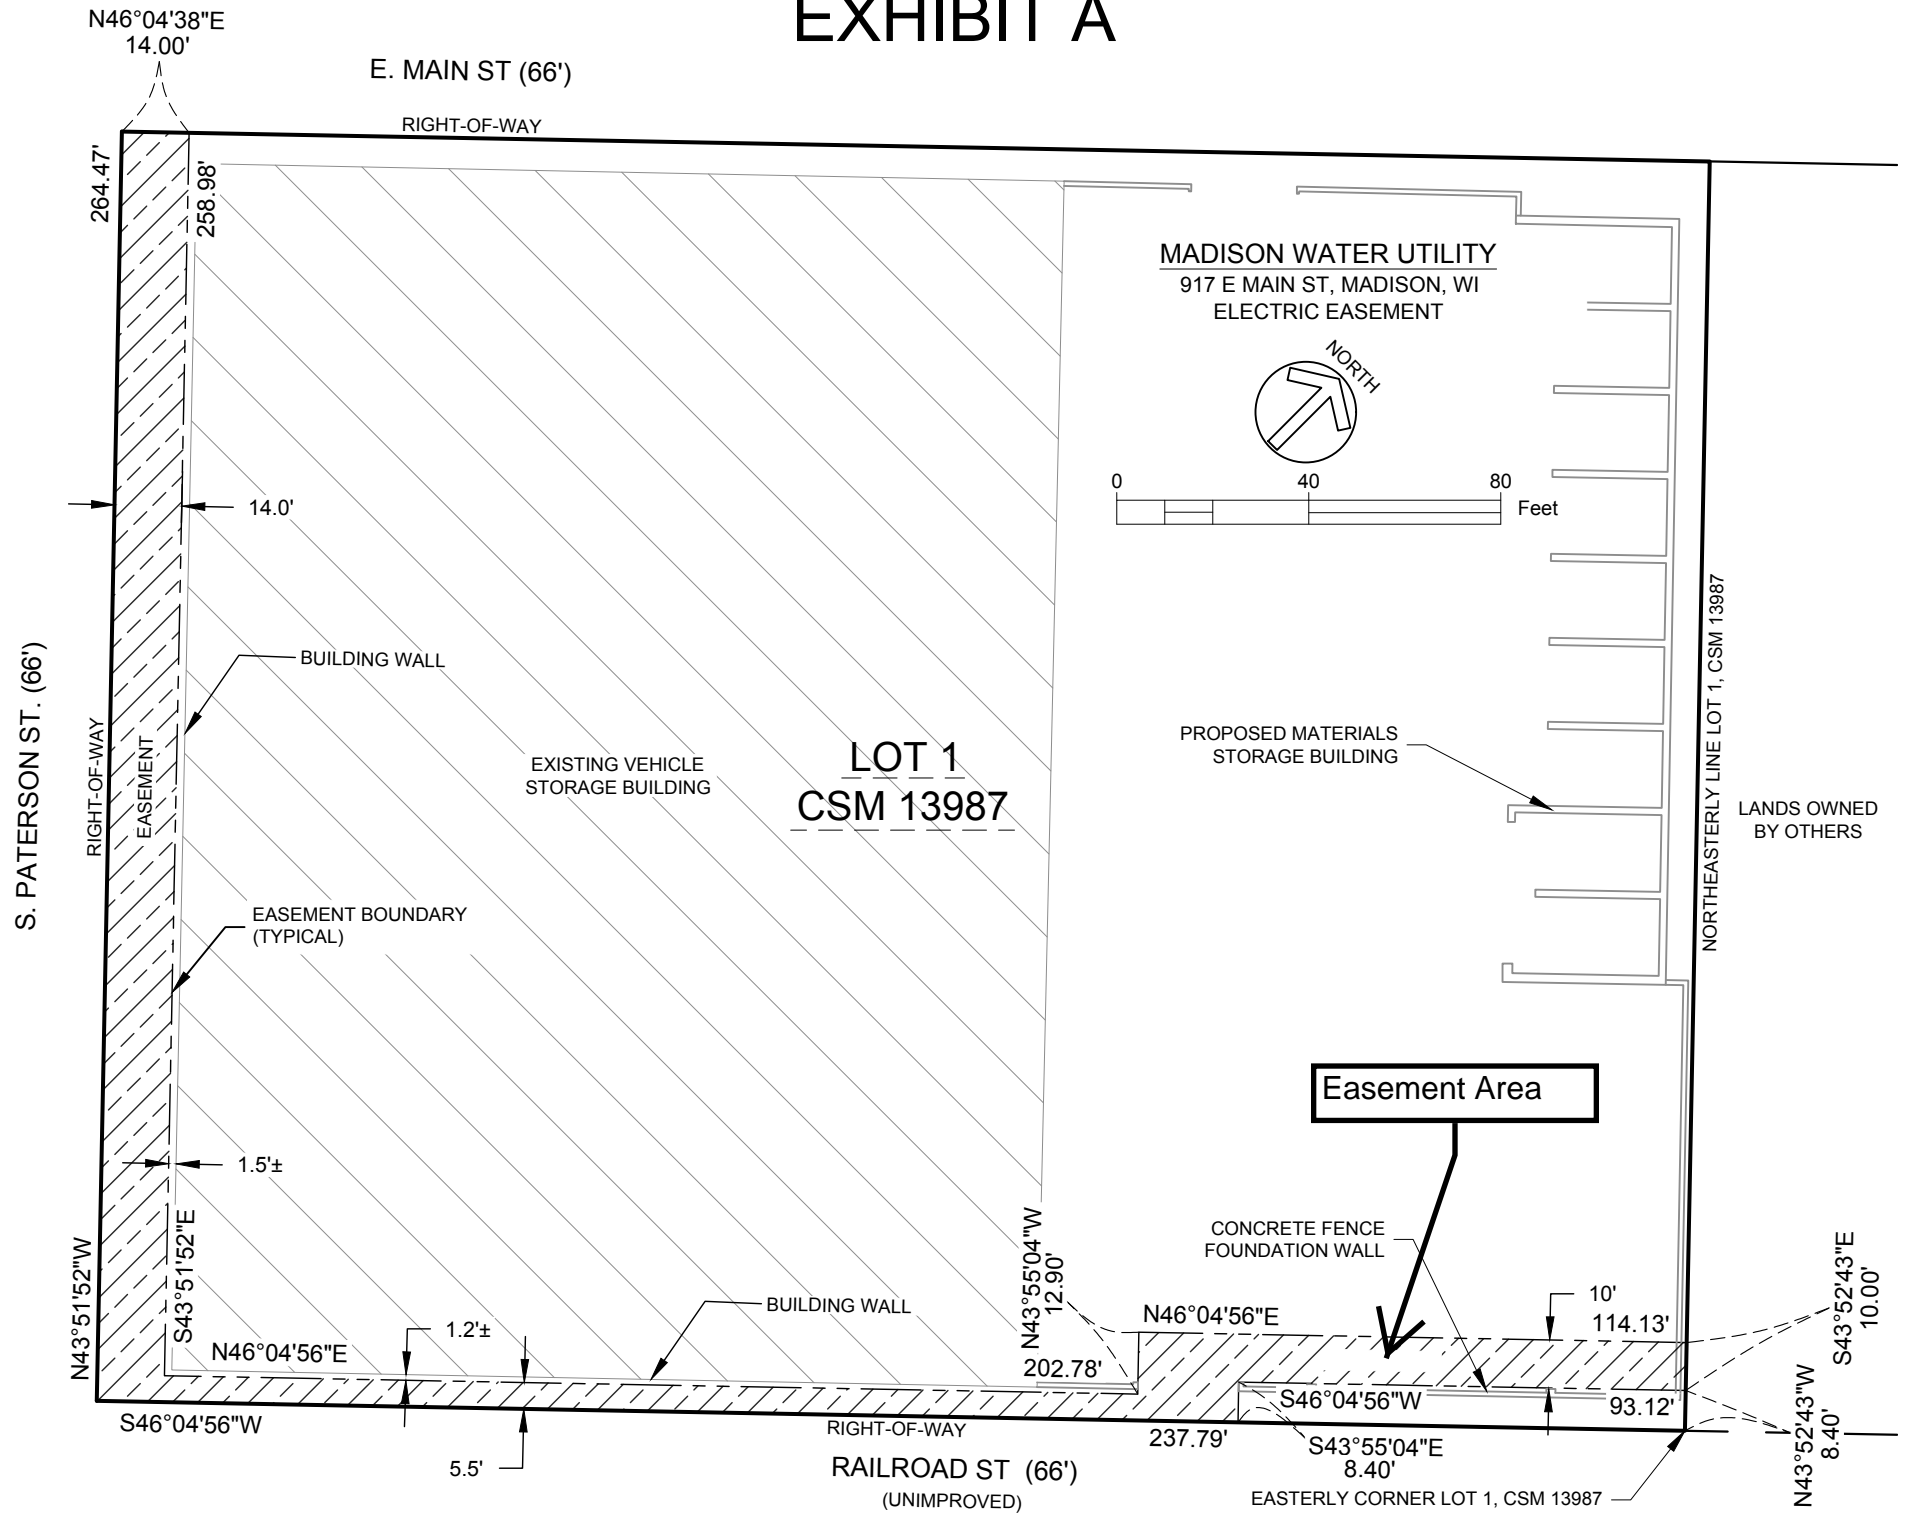 EXHIBIT A
N46°04'38"E
14.00'
E. MAIN ST (66')
RIGHT-OF-WAY
264.47'
258.98'
MADISON WATER UTILITY
917 E MAIN ST, MADISON, WI
ELECTRIC EASEMENT
NORTH
0 40 80
Feet
14.0'
BUILDING WALL
S. PATERSON ST. (66')
RIGHT-OF-WAY
EASEMENT
EXISTING VEHICLE
STORAGE BUILDING
LOT 1
CSM 13987
PROPOSED MATERIALS
STORAGE BUILDING
NORTHEASTERLY LINE LOT 1, CSM 13987
LANDS OWNED
BY OTHERS
EASEMENT BOUNDARY
(TYPICAL)
Easement Area
1.5'±
N43°51'52"W
S43°51'52"E
N43°55'04"W
12.90'
CONCRETE FENCE
FOUNDATION WALL
S43°52'43"E
10.00'
10'
BUILDING WALL
N46°04'56"E
114.13'
1.2'±
N46°04'56"E
202.78'
S46°04'56"W
93.12'
N43°52'43"W
8.40'
S46°04'56"W
RIGHT-OF-WAY
237.79'
S43°55'04"E
8.40'
5.5'
RAILROAD ST (66')
(UNIMPROVED)
EASTERLY CORNER LOT 1, CSM 13987